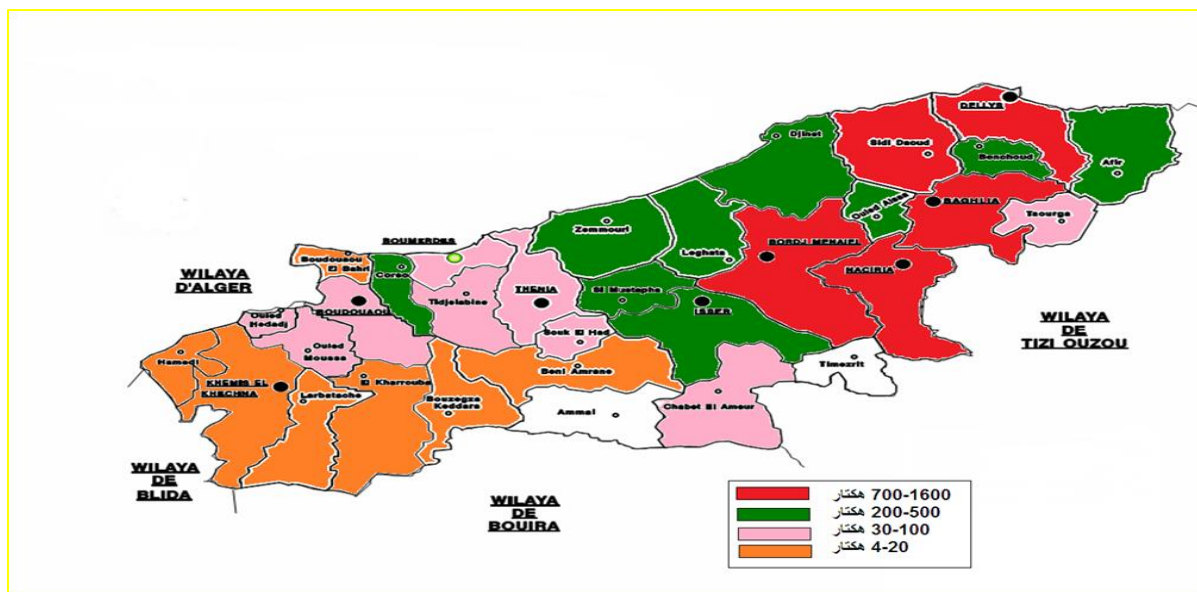 DELLYS
Djinet
Sidi Daoud
Benchoud
Afir
Ouled Aissa
BAGHLIA
Taourga
Zemmouri
Leghata
BORDJ MENAIEL
NACIRIA
BOUMERDES
Boudouaou
El Bahri
Corso
WILAYA
D'ALGER
Tidjelabine
THENIA
Si Mustapha
ISSER
BOUDOUAOU
Ouled
Hedadj
Ouled
Moussa
Souk El Had
WILAYA
DE
TIZI OUZOU
Hamadi
KHEMIS EL
KHECHNA
Larbatache
El Kharrouba
Bouzegza
Keddara
Beni Amrane
Timezrit
Ammal
Chabet El Ameur
WILAYA
DE
BLIDA
WILAYA
DE
BOUIRA
700-1600 هكتار
200-500 هكتار
30-100 هكتار
4-20 هكتار